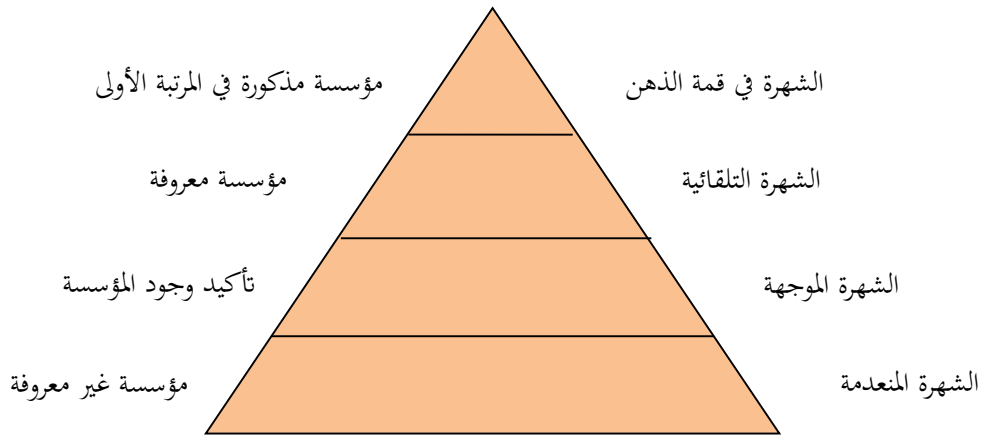 الشهرة في قمة الذهن
مؤسسة مذكورة في المرتبة الأولى
الشهرة التلقائية
مؤسسة معروفة
الشهرة الموجهة
تأكيد وجود المؤسسة
الشهرة المنعدمة
مؤسسة غير معروفة